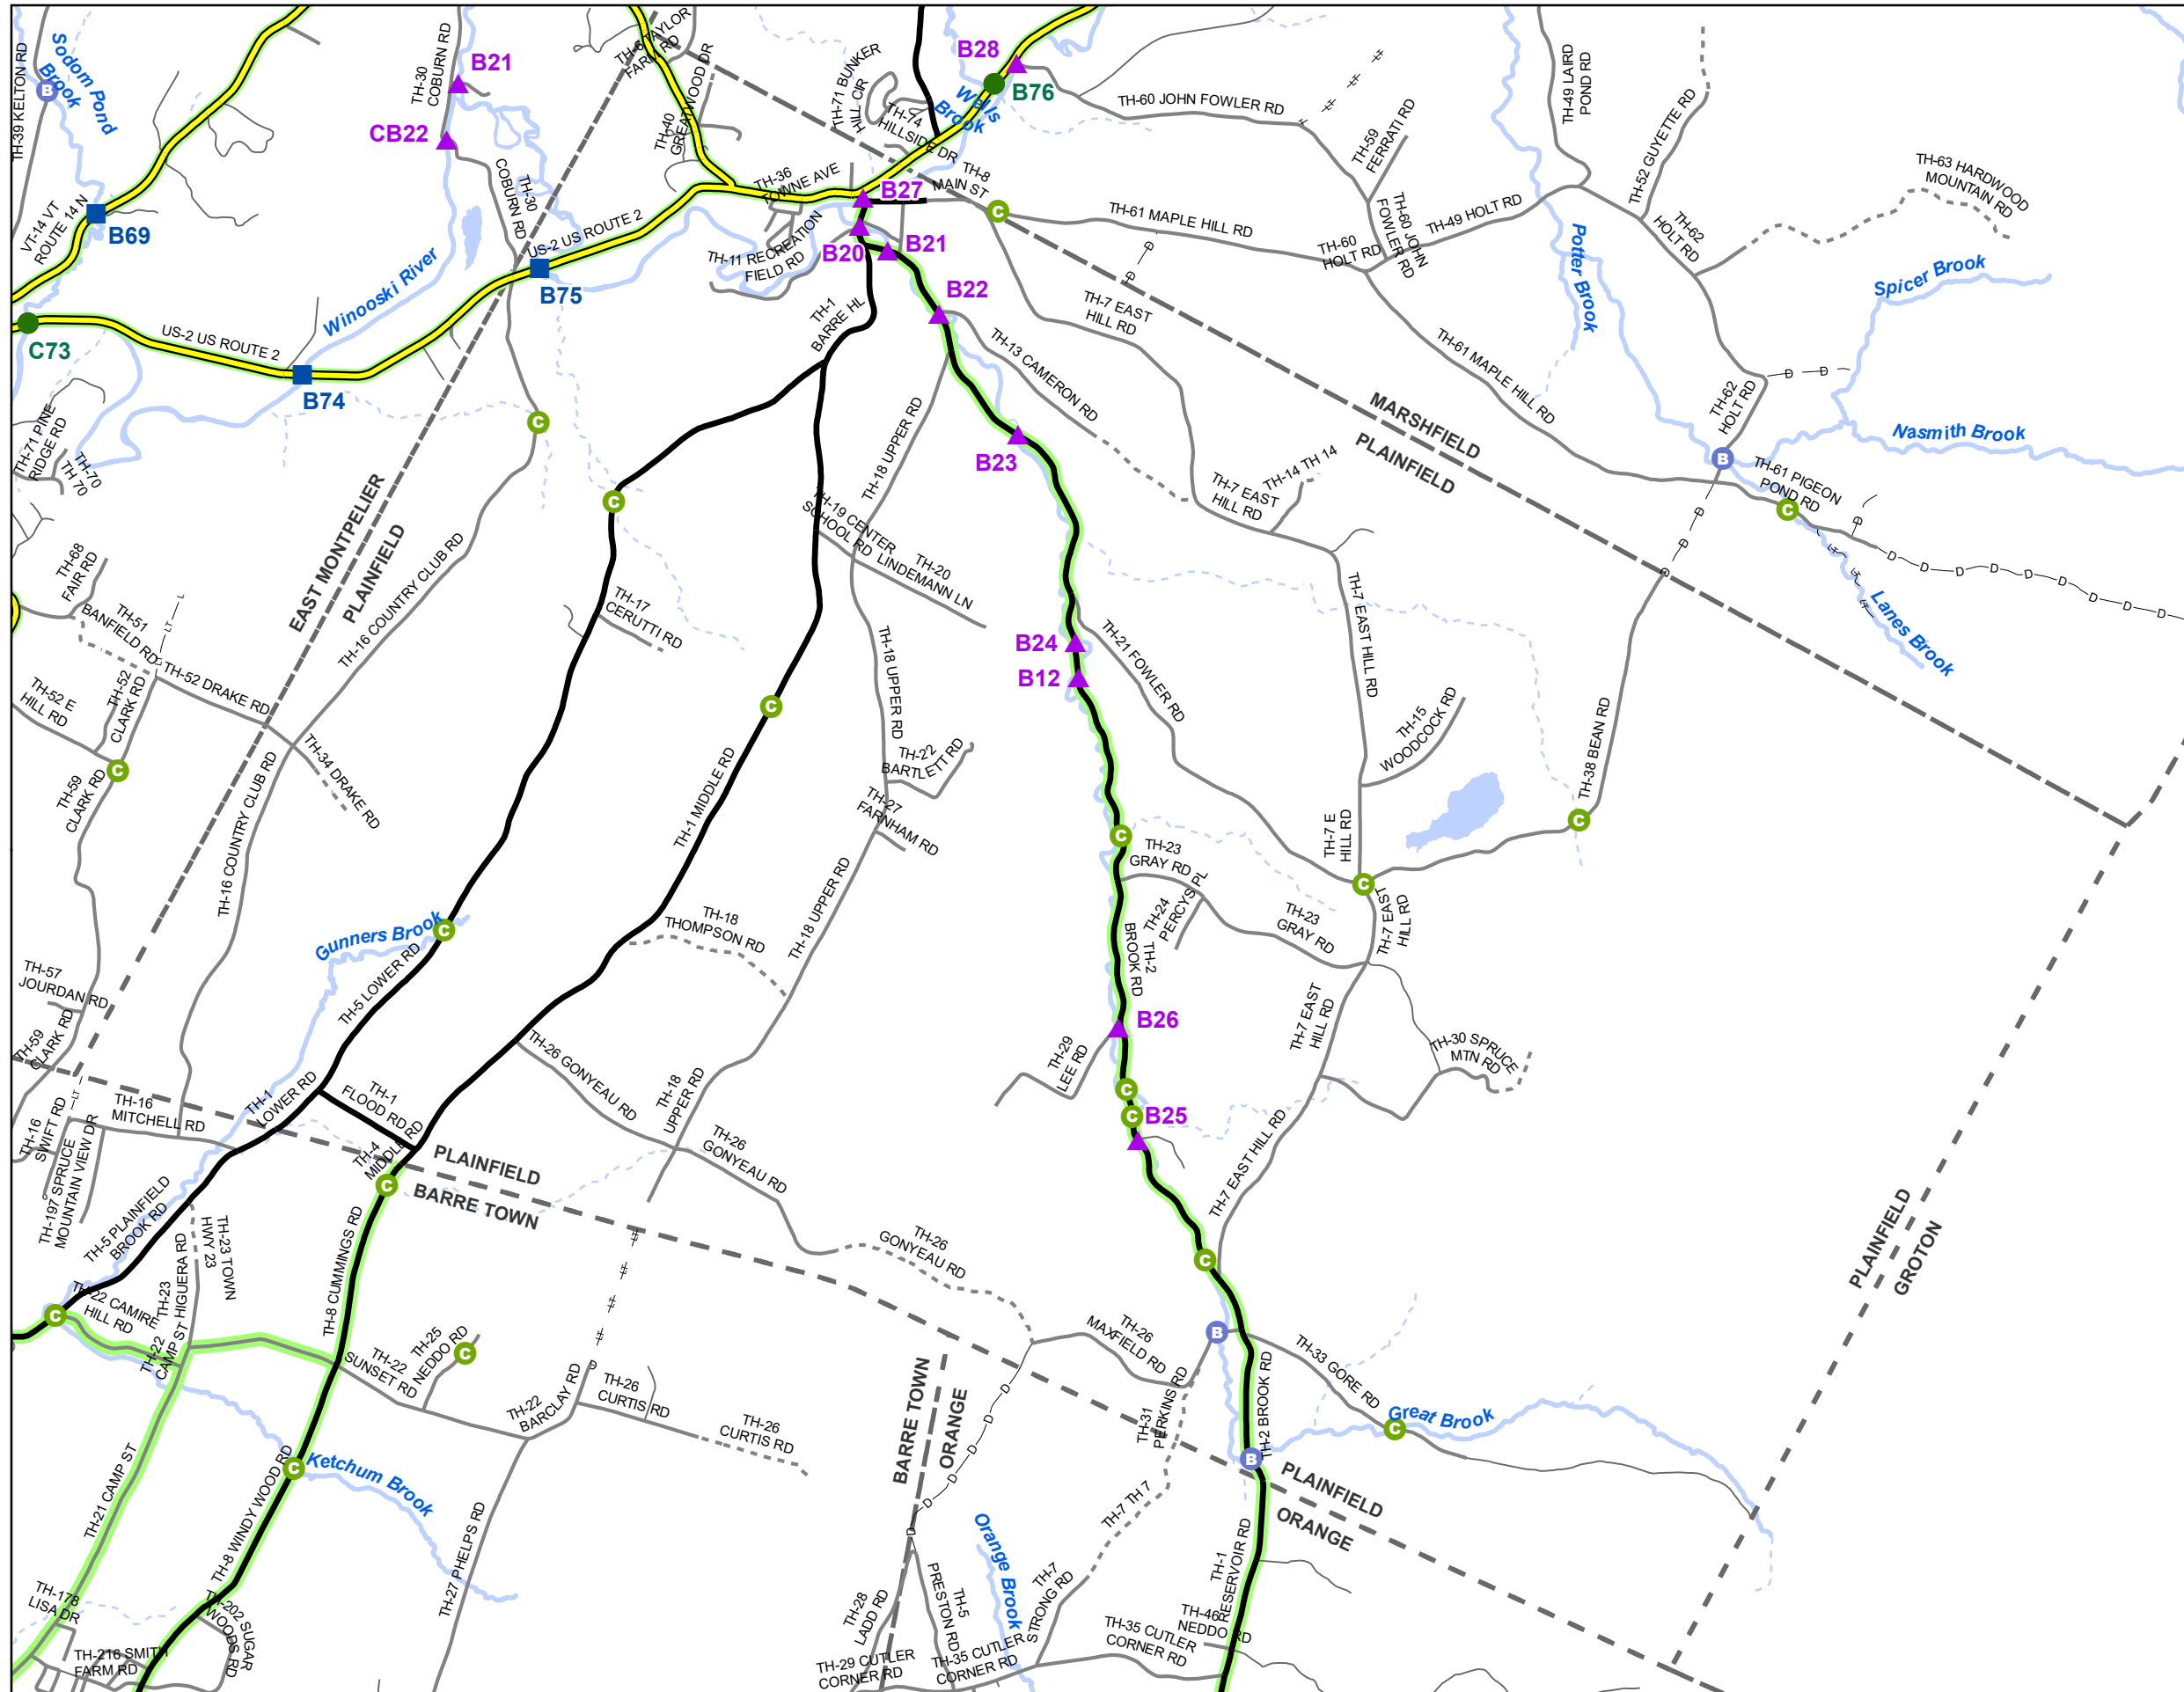 TH-39 KELTON RD
Sodom Pond
Brook
B
TH-30
COBURN RD
B21
CB22
TH-6 TAYLOR
FARM RD
TH-40
GREATWOOD DR
TH-71 BUNKER
HILL CIR
B28
B76
Wells
Brook
TH-74
HILLSIDE DR
TH-8
MAIN ST
TH-60 JOHN FOWLER RD
TH-59
FERRATI RD
TH-49 LAIRD
POND RD
TH-52 GUYETTE RD
TH-63 HARDWOOD
MOUNTAIN RD
VT-14 VT
ROUTE 14 N
B69
TH-30
COBURN RD
TH-36
TOWNE AVE
B27
C
TH-61 MAPLE HILL RD
TH-60
HOLT RD
TH-60 JOHN
FOWLER RD
TH-49 HOLT RD
TH-62
HOLT RD
Potter Brook
Spicer Brook
US-2 US ROUTE 2
B75
TH-11 RECREATION
FIELD RD
B20
B21
B22
TH-1
BARRE HL
TH-7 EAST
HILL RD
TH-13 CAMERON RD
TH-61 MAPLE HILL RD
Winooski River
C73
US-2 US ROUTE 2
B74
TH-62
HOLT RD
Nasmith Brook
MARSHFIELD
PLAINFIELD
TH-71 PINE
RIDGE RD
TH-70
TH 70
C
C
B23
TH-18 UPPER RD
TH-19 CENTER
SCHOOL RD
TH-20
LINDEMANN LN
TH-7 EAST
HILL RD
TH-14 TH 14
B
TH-61 PIGEON
POND RD
C
Lanes Brook
EAST MONTPELIER
PLAINFIELD
TH-68
FAIR RD
TH-51
BANFIELD RD
TH-16 COUNTRY CLUB RD
TH-17
CERUTTI RD
TH-18 UPPER RD
B24
B12
TH-21 FOWLER RD
TH-7 EAST HILL RD
TH-15
WOODCOCK RD
TH-38 BEAN RD
TH-52 E
HILL RD
TH-52
CLARK RD
TH-52 DRAKE RD
TH-34 DRAKE RD
C
TH-59
CLARK RD
TH-16 COUNTRY CLUB RD
C
TH-1 MIDDLE RD
TH-22
BARTLETT RD
TH-27
FARNHAM RD
C
TH-23
GRAY RD
TH-7 E
HILL RD
C
C
TH-7 EAST
HILL RD
TH-24
PERCYS PL
TH-23
GRAY RD
Gunners Brook
C
TH-5 LOWER RD
TH-18
THOMPSON RD
TH-18 UPPER RD
TH-2
BROOK RD
TH-57
JOURDAN RD
TH-59
CLARK RD
B26
TH-29
LEE RD
TH-7 EAST
HILL RD
TH-30 SPRUCE
MTN RD
TH-26 GONYEAU RD
TH-18
UPPER RD
C
C
B25
TH-1
LOWER RD
TH-1
FLOOD RD
TH-4
MIDDLE RD
TH-16
MITCHELL RD
TH-16
SWIFT RD
TH-197 SPRUCE
MOUNTAIN VIEW DR
PLAINFIELD
BARRE TOWN
C
TH-26
GONYEAU RD
TH-7 EAST HILL RD
TH-5 PLAINFIELD
BROOK RD
TH-23 TOWN
HWY 23
TH-23
HIGUERA RD
TH-8 CUMMINGS RD
TH-26
GONYEAU RD
C
PLAINFIELD
GROTON
C
TH-22 CAMIRE
HILL RD
TH-22
CAMP ST
TH-22
SUNSET RD
TH-25
NEDDO RD
C
TH-22
BARCLAY RD
TH-26
CURTIS RD
TH-26
CURTIS RD
TH-26
MAXFIELD RD
B
TH-31
PERKINS RD
TH-2 BROOK RD
TH-33 GORE RD
C
Great Brook
BARRE TOWN
ORANGE
B
TH-21 CAMP ST
C
Ketchum Brook
TH-8 WINDY WOOD RD
TH-27 PHELPS RD
TH-7 TH 7
PLAINFIELD
ORANGE
Orange Brook
TH-1
RESERVOIR RD
TH-178
LISA DR
TH-202 SUGAR
WOODS RD
TH-216 SMITH
FARM RD
TH-28
LADD RD
TH-5
PRESTON RD
TH-7
STRONG RD
TH-46
NEDDO RD
TH-29 CUTLER
CORNER RD
TH-35 CUTLER
CORNER RD
TH-35 CUTLER
CORNER RD